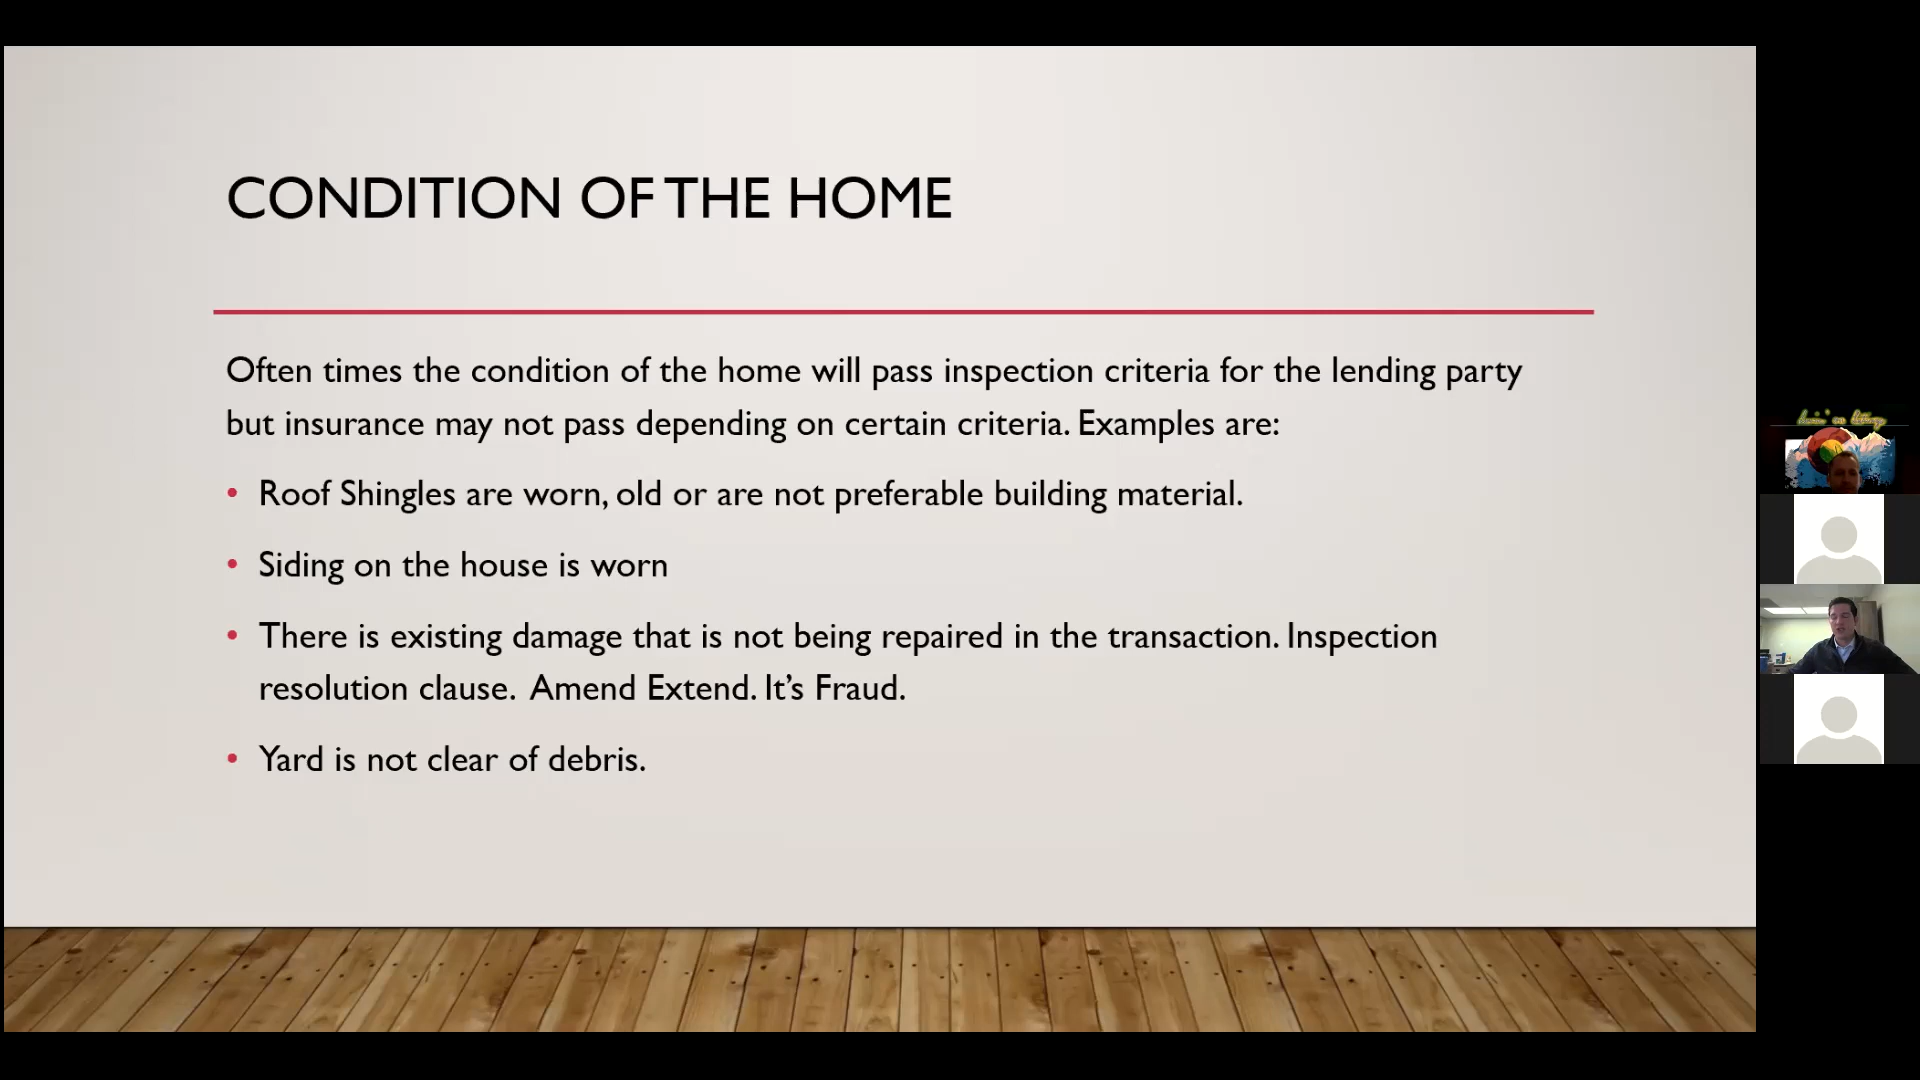 CONDITION OF THE HOME
Often times the condition of the home will pass inspection criteria for the lending party
but insurance may not pass depending on certain criteria. Examples are:
• Roof Shingles are worn, old or are not preferable building material.
• Siding on the house is worn
• There is existing damage that is not being repaired in the transaction. Inspection
resolution clause.  Amend Extend. It’s Fraud.
• Yard is not clear of debris.